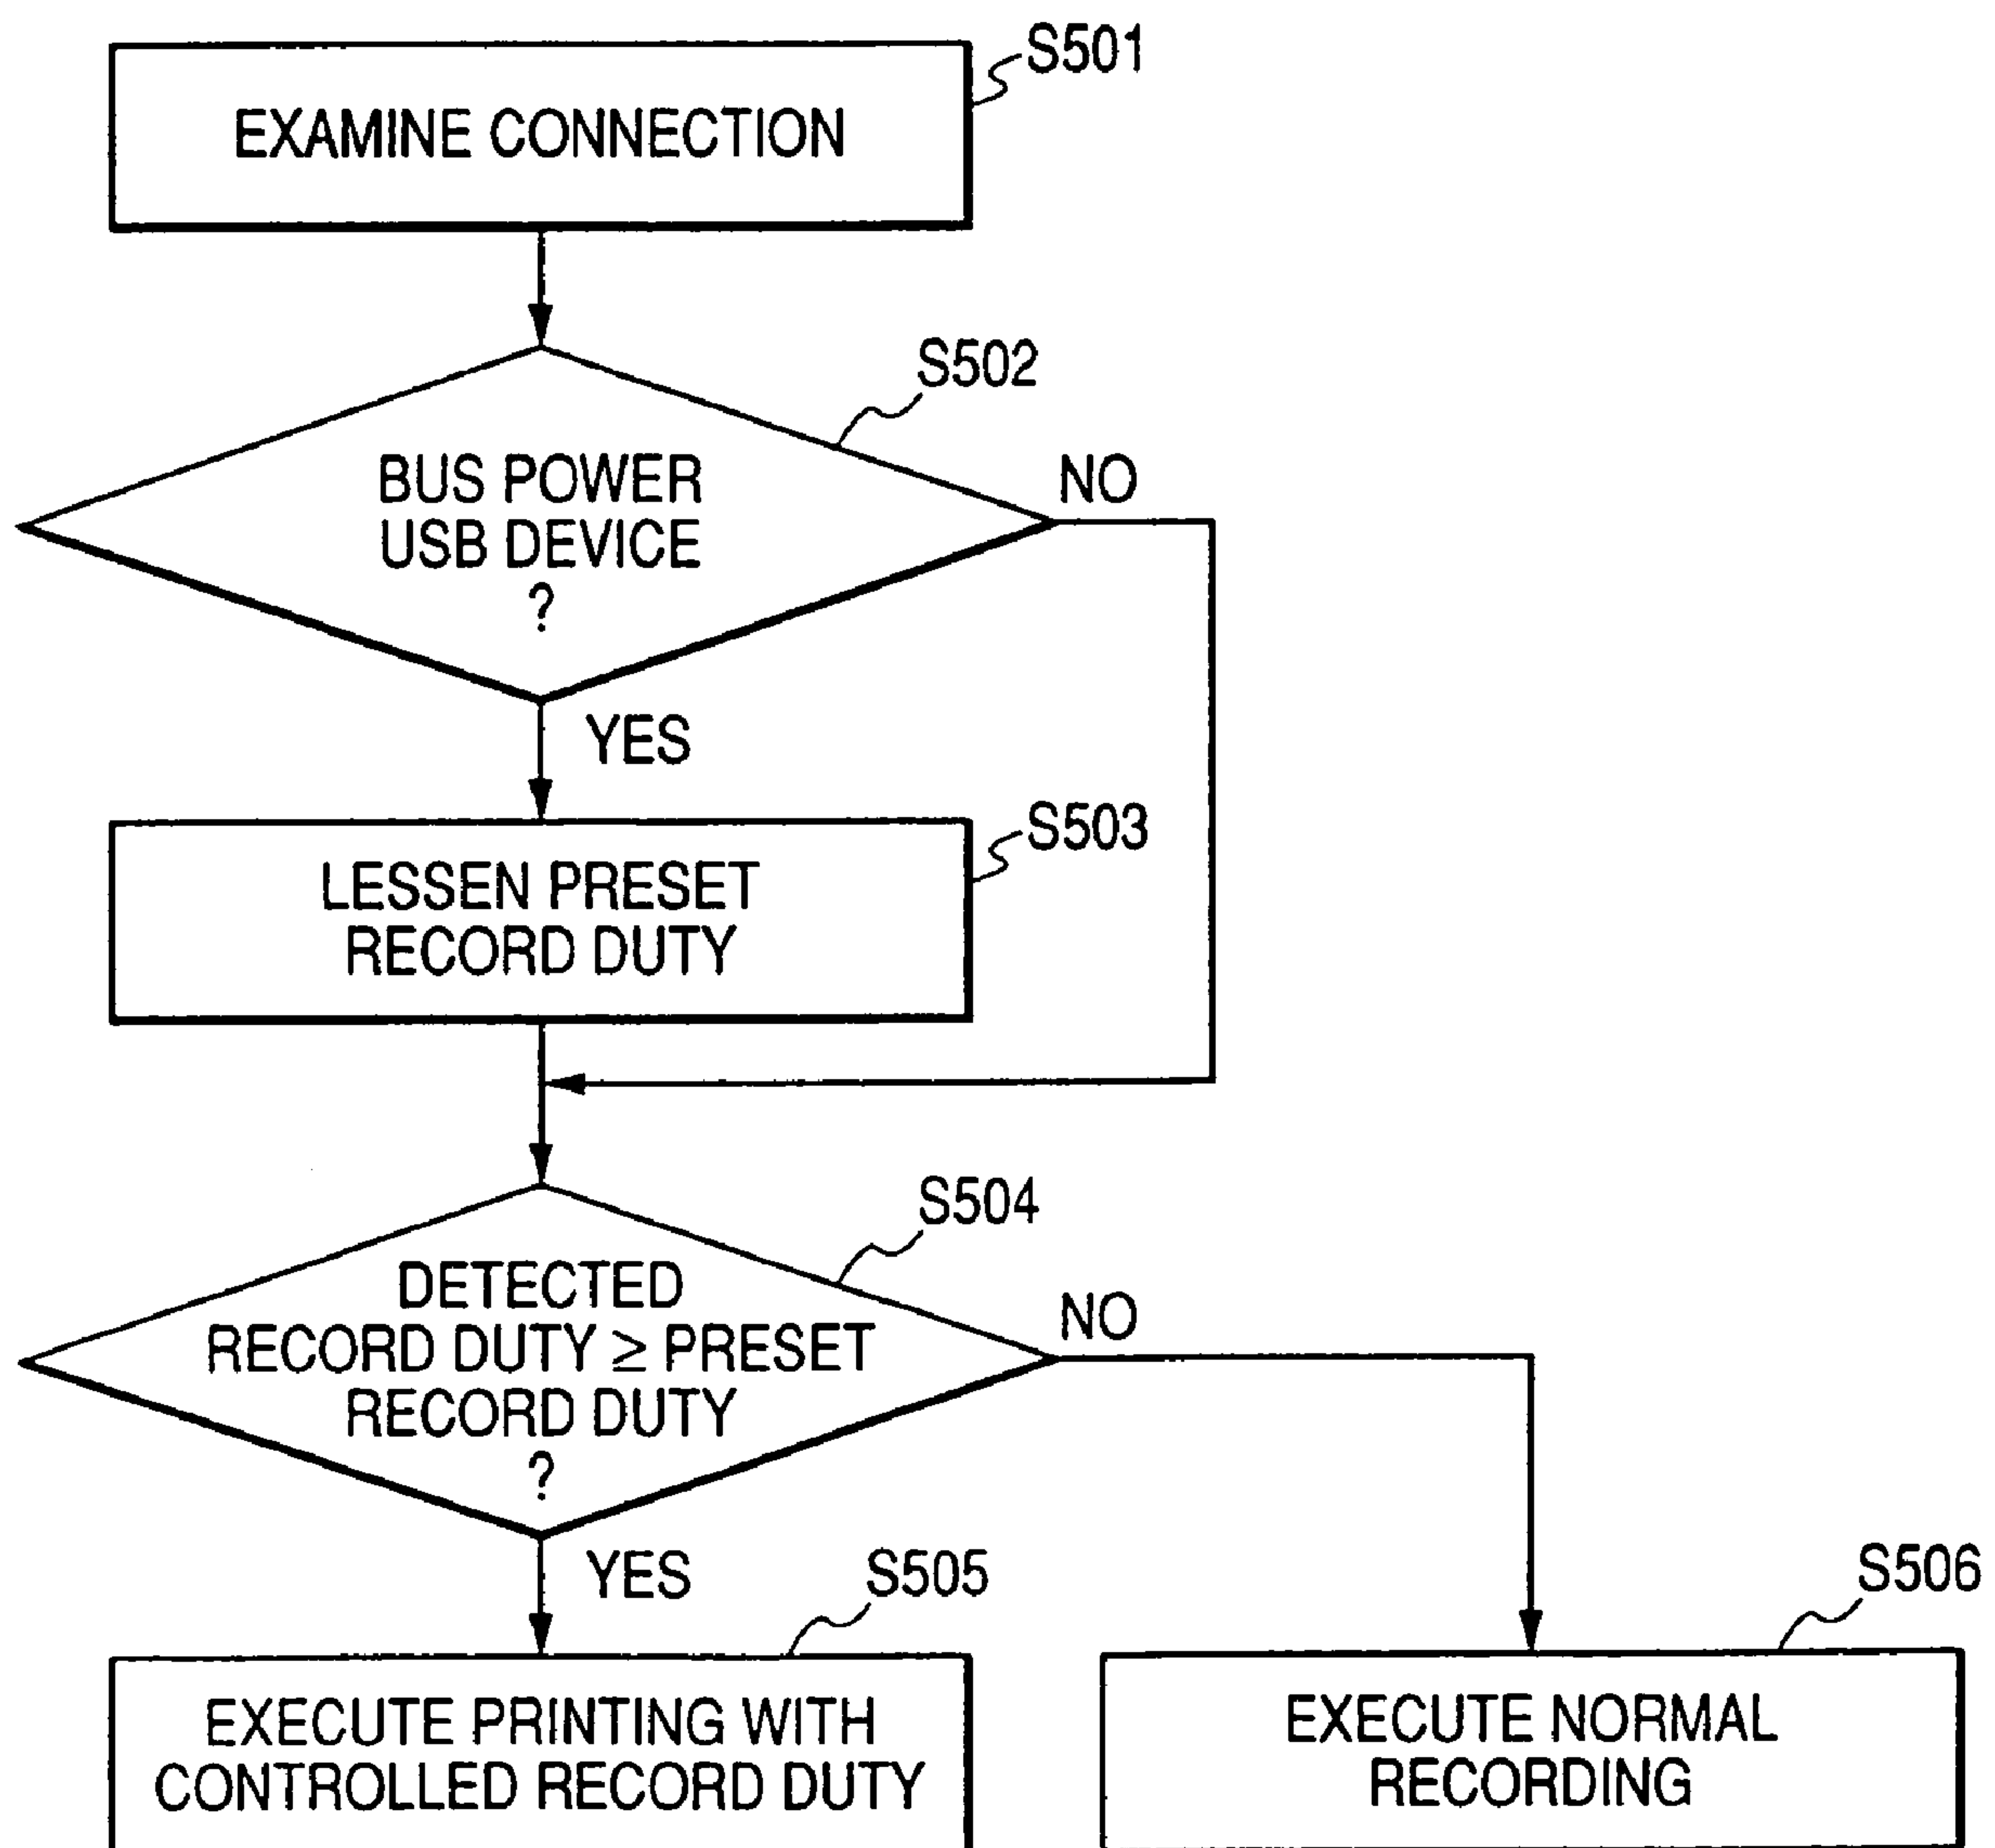 S501
EXAMINE CONNECTION
S502
BUS POWER
USB DEVICE
?
NO
YES
S503
LESSEN PRESET
RECORD DUTY
S504
DETECTED
RECORD DUTY ≥ PRESET
RECORD DUTY
?
NO
YES
S505
S506
EXECUTE PRINTING WITH
CONTROLLED RECORD DUTY
EXECUTE NORMAL
RECORDING